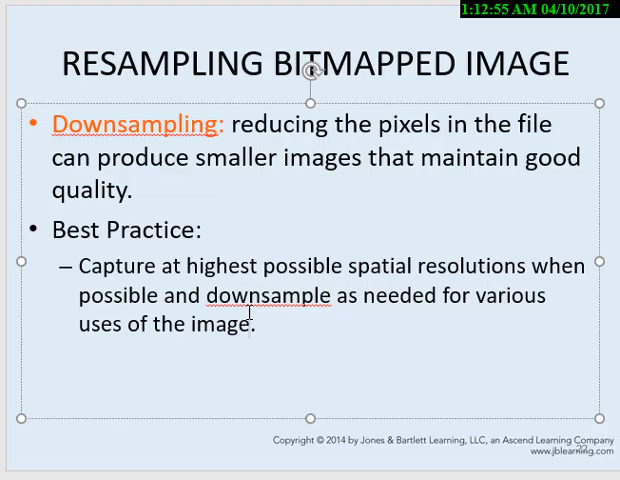 1:12:55 AM 04/10/2017
RESAMPLING BITMAPPED IMAGE
• Downsampling: reducing the pixels in the file
can produce smaller images that maintain good
quality.
• Best Practice:
– Capture at highest possible spatial resolutions when
possible and downsample as needed for various
uses of the image.
Copyright © 2014 by Jones & Bartlett Learning, LLC, an Ascend Learning Company
www.jblearning.com